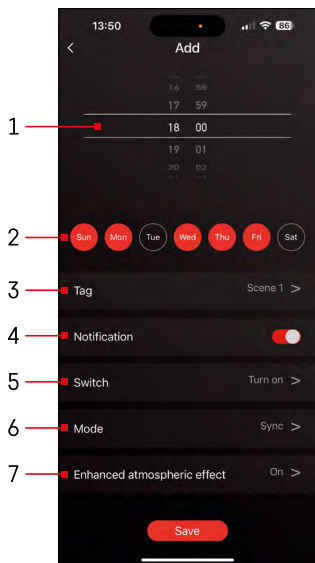 13:50 86
Add
16 58
17 59
1 18 00
19 01
20 02
2 Sun Mon Tue Wed Thu Fri Sat
3 Tag Scene 1 >
4 Notification
5 Switch Turn on >
6 Mode Sync >
7 Enhanced atmospheric effect On >
Save